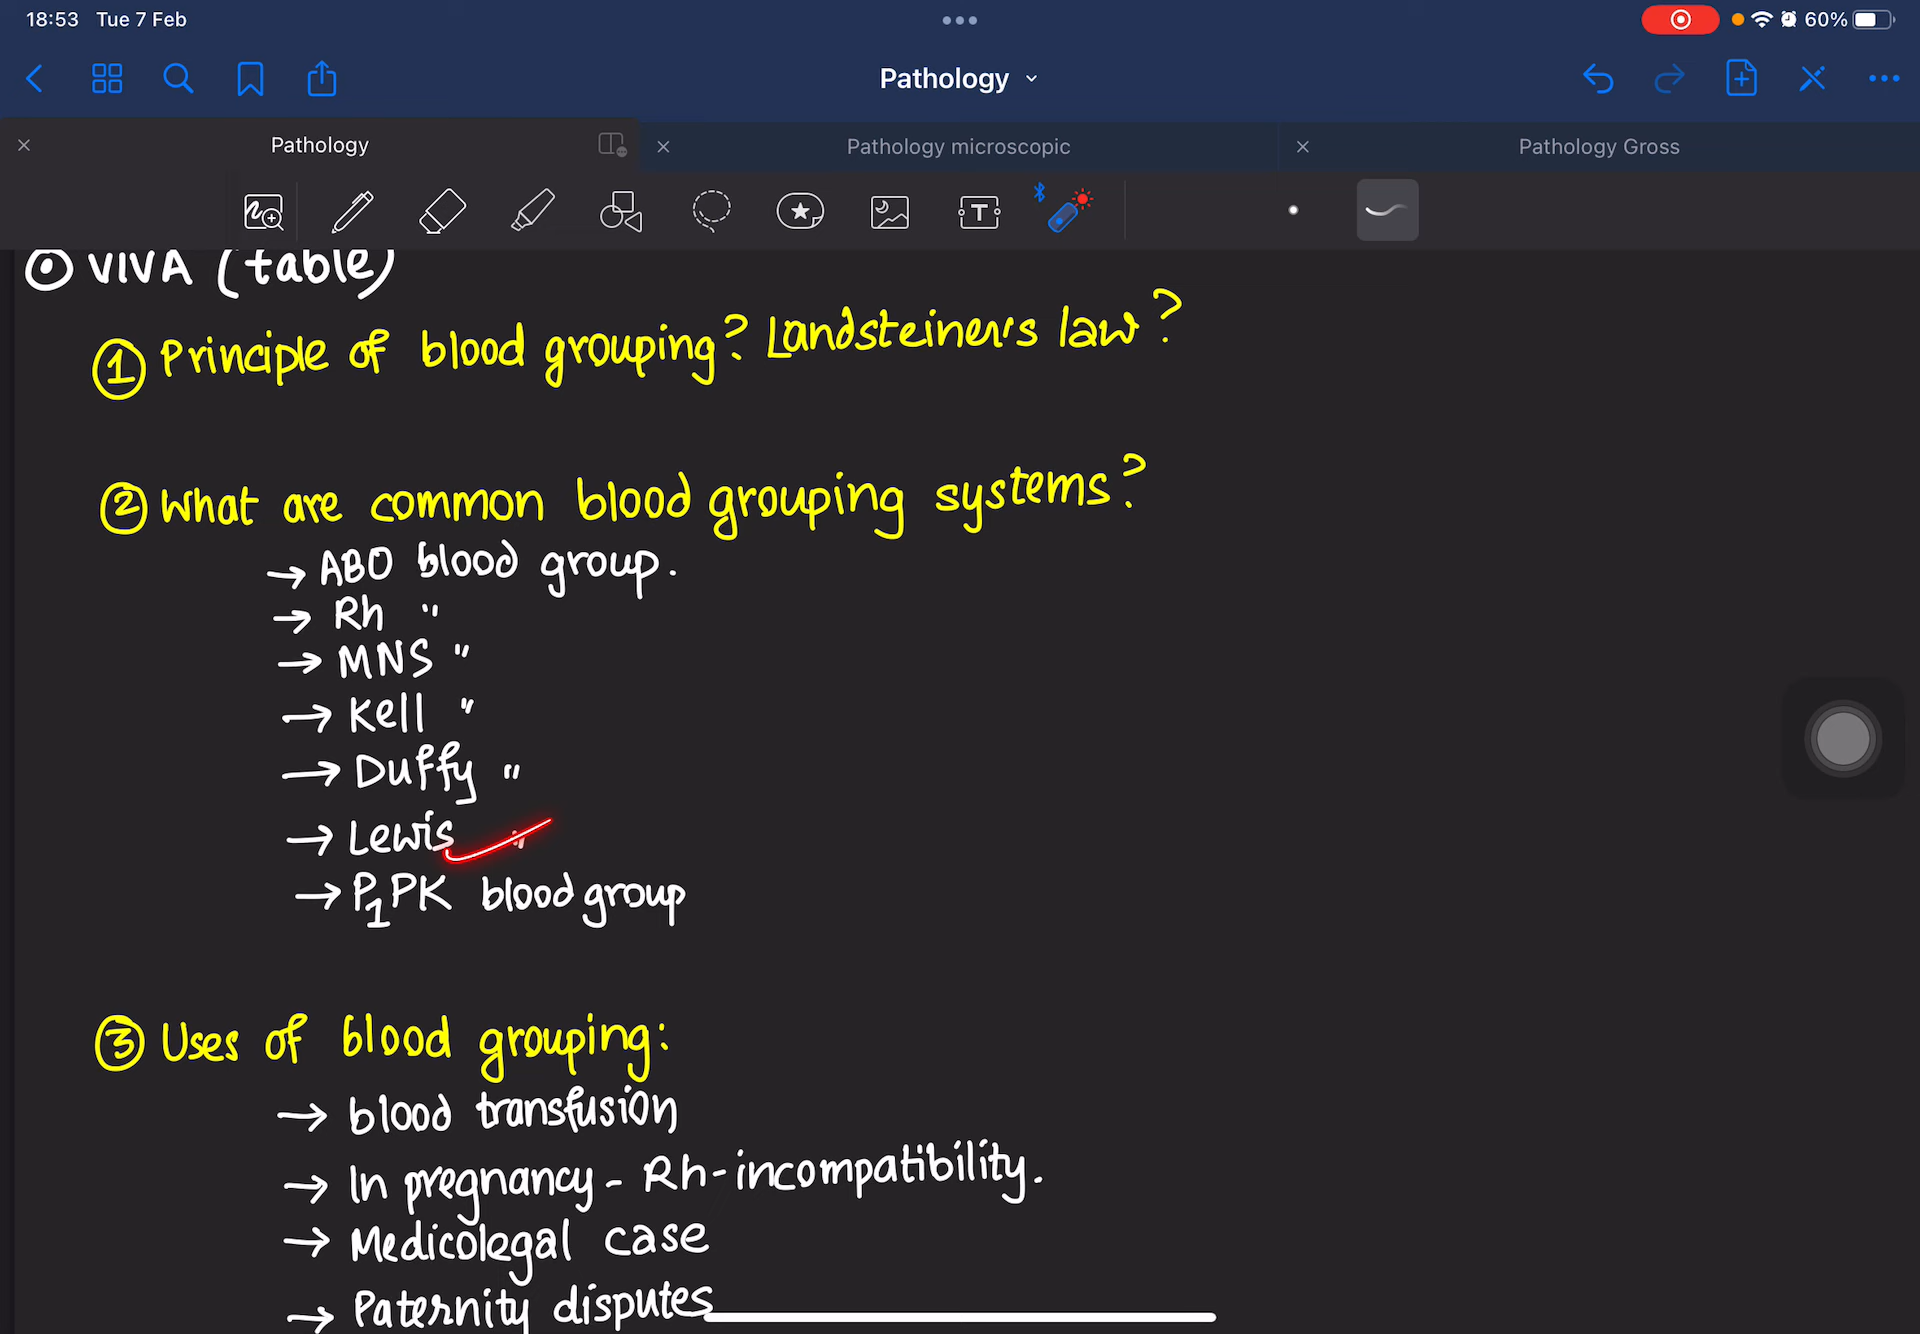 18:53 Tue 7 Feb
60%
Pathology
Pathology
Pathology microscopic
Pathology Gross
T
VIVA (table)
① Principle of blood grouping? Landsteiner's law?
② What are common blood grouping systems?
→ ABO blood group.
→ Rh "
→ MNS "
→ Kell "
→ Duffy "
→ Lewis "
→ P1PK blood group
③ Uses of blood grouping:
→ blood transfusion
→ In pregnancy - Rh-incompatibility.
→ Medicolegal case
→ Paternity disputes